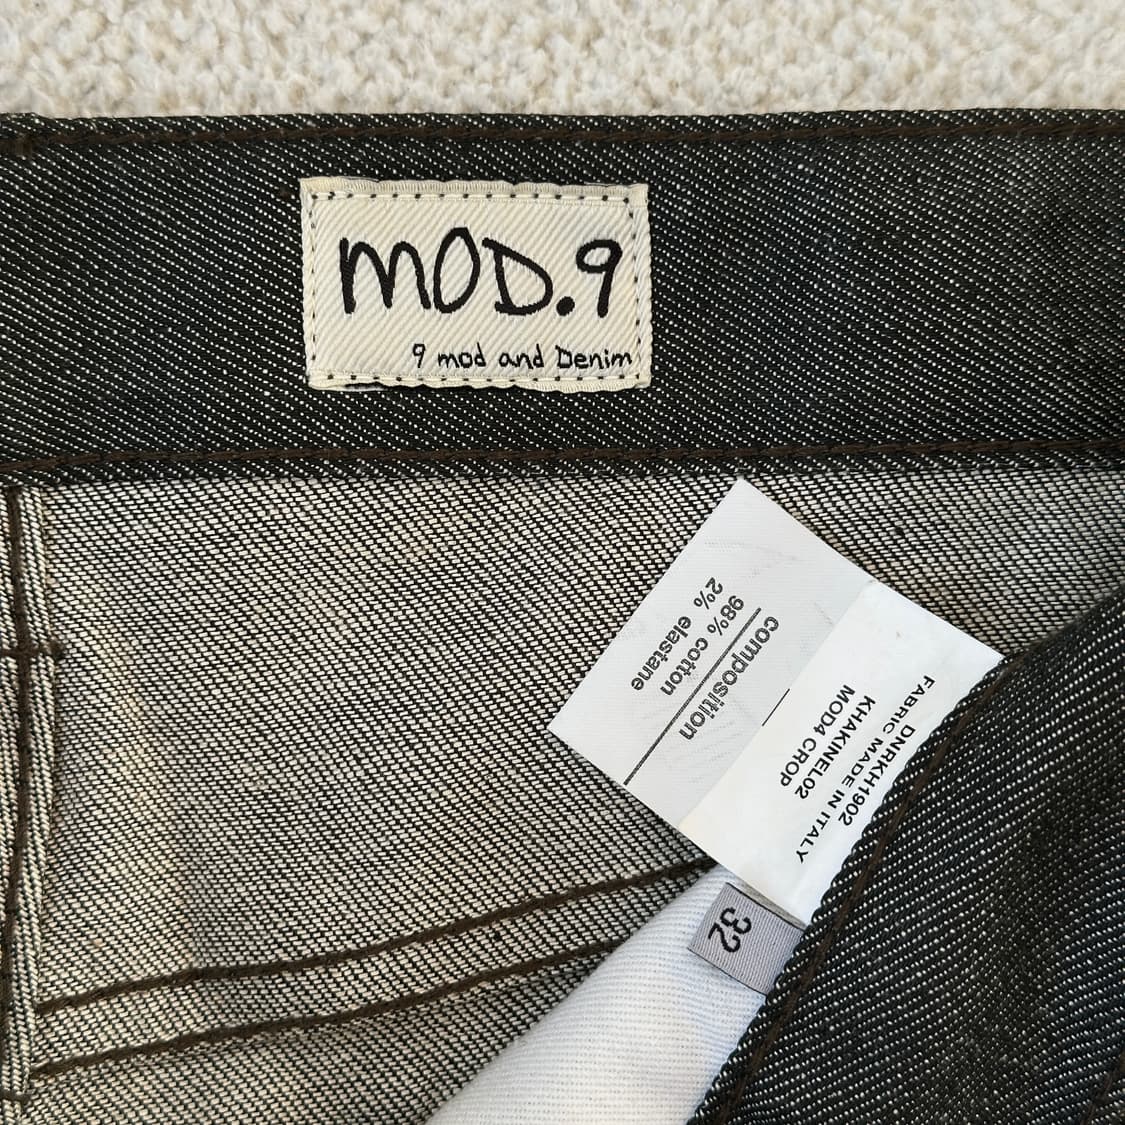 MOD.9
9 mod and Denim
composition
98% cotton
2% elastane
DNRKH1902
FABRIC MADE IN ITALY
KHAKINEL02
MOD4 CROP
32